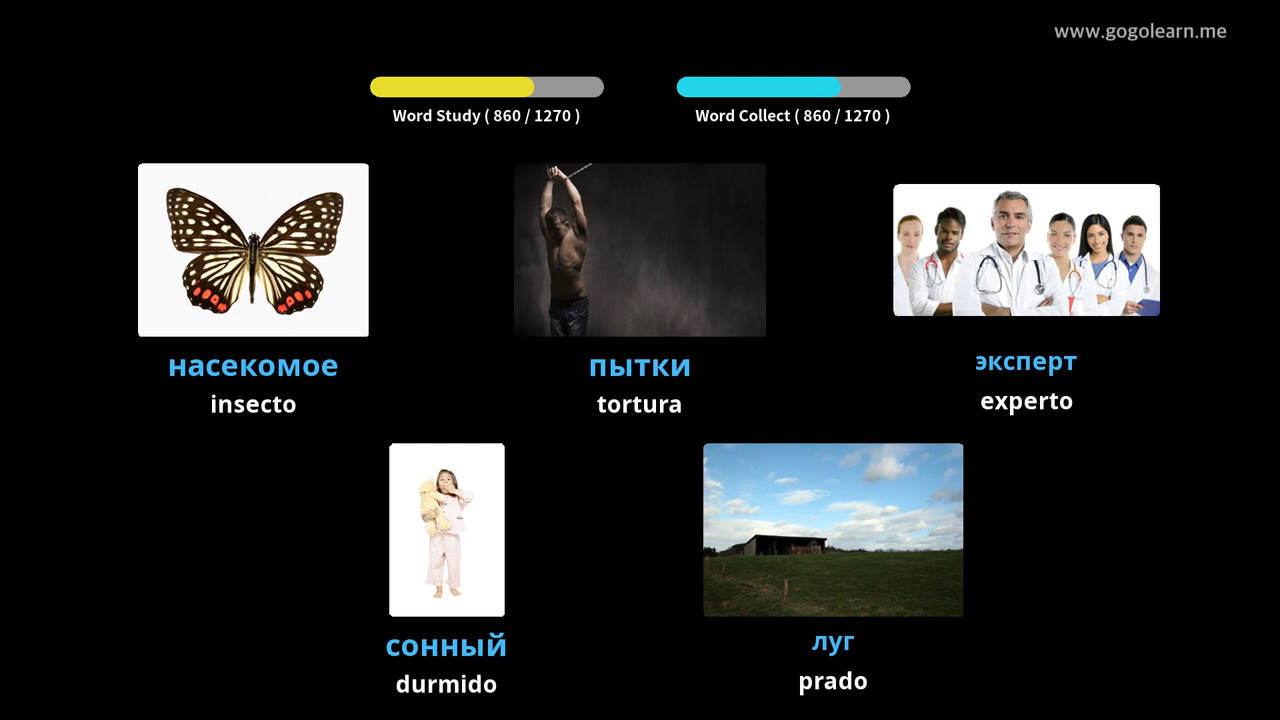 www.gogolearn.me
Word Study ( 860 / 1270 )
Word Collect ( 860 / 1270 )
насекомое
insecto
пытки
tortura
эксперт
experto
сонный
durmido
луг
prado